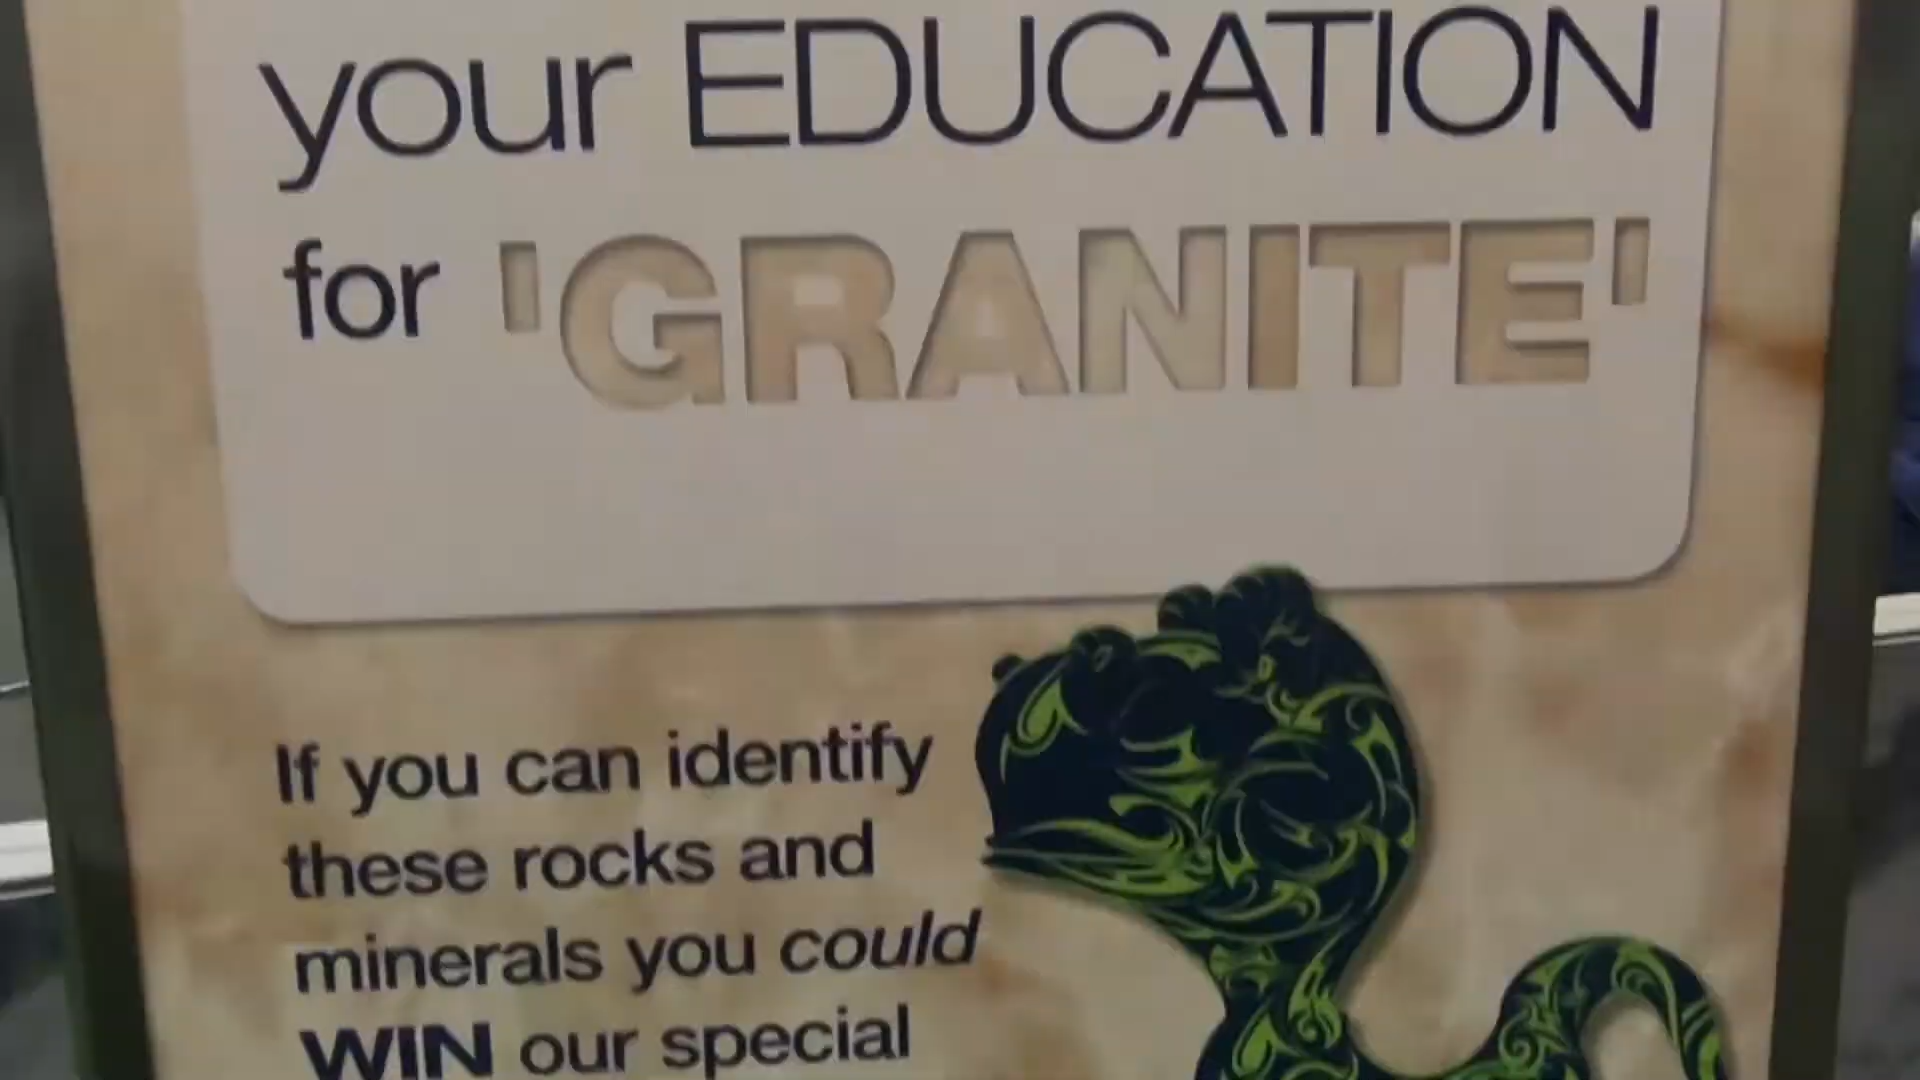 your EDUCATION
for 'GRANITE'
If you can identify
these rocks and
minerals you could
WIN our special